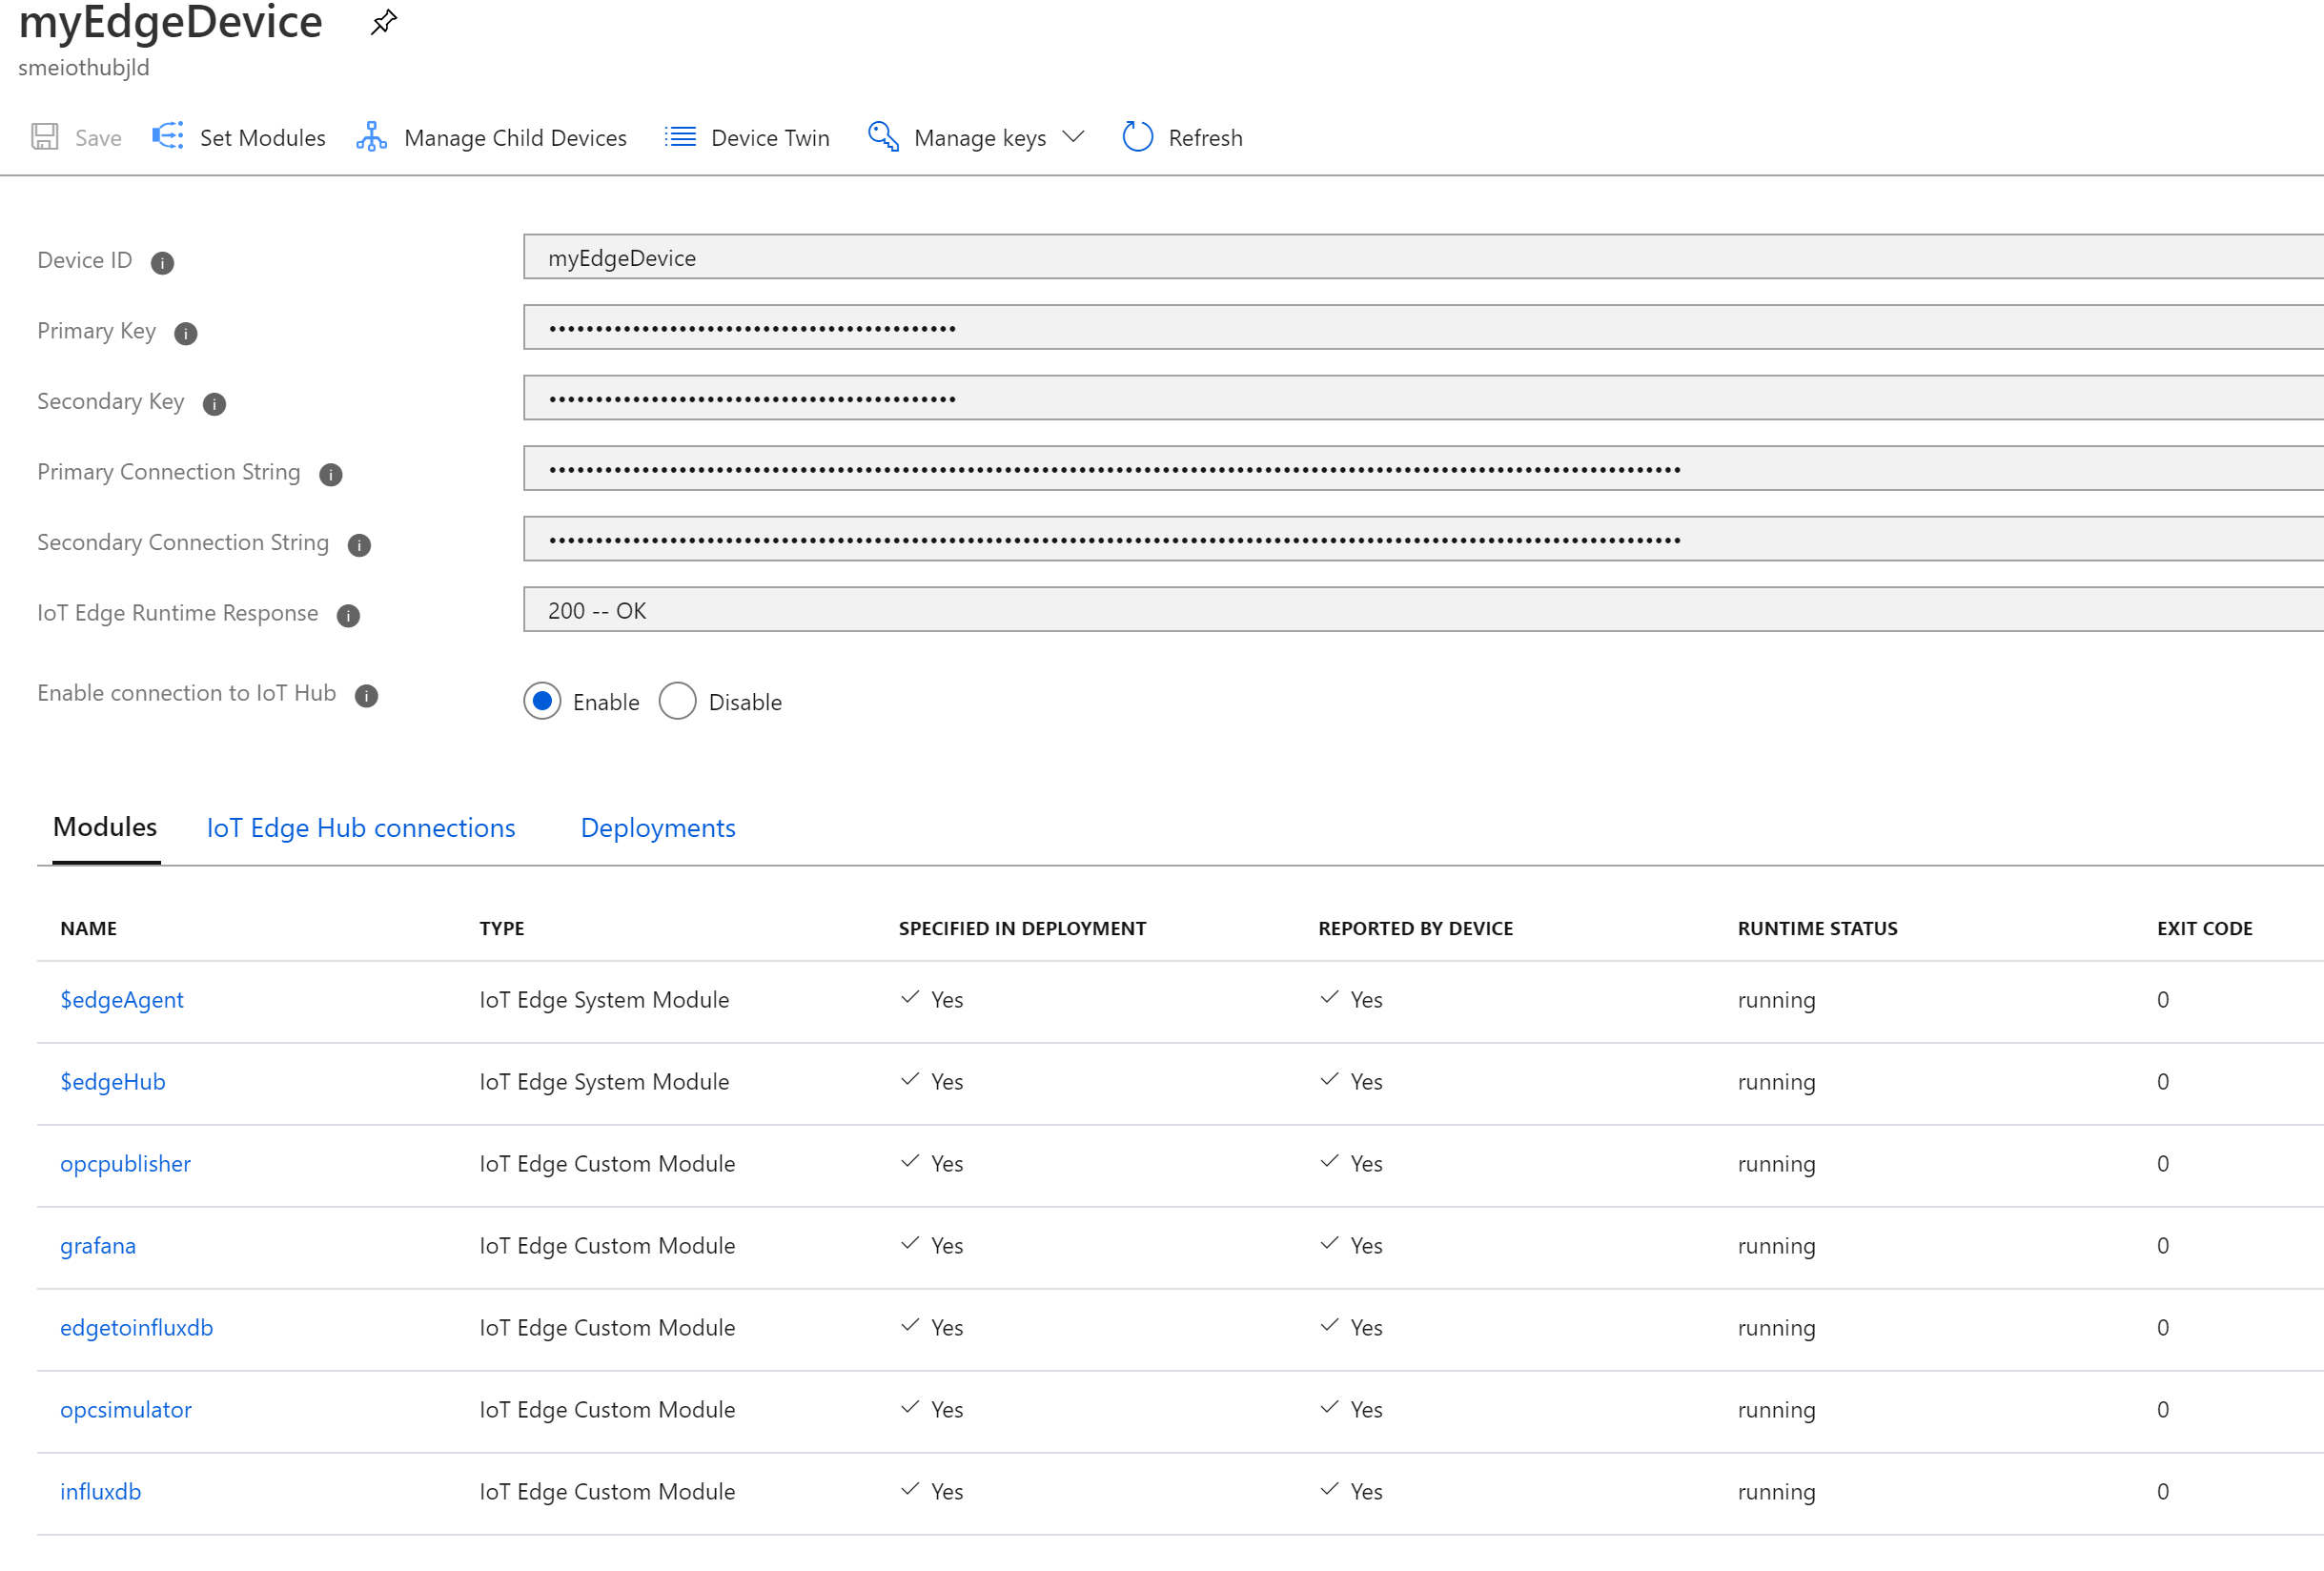 myEdgeDevice
smeiothubjld
Save Set Modules Manage Child Devices Device Twin Manage keys Refresh
Device ID myEdgeDevice
Primary Key
Secondary Key
Primary Connection String
Secondary Connection String
IoT Edge Runtime Response 200 -- OK
Enable connection to IoT Hub Enable Disable
Modules IoT Edge Hub connections Deployments
NAME TYPE SPECIFIED IN DEPLOYMENT REPORTED BY DEVICE RUNTIME STATUS EXIT CODE
$edgeAgent IoT Edge System Module Yes Yes running 0
$edgeHub IoT Edge System Module Yes Yes running 0
opcpublisher IoT Edge Custom Module Yes Yes running 0
grafana IoT Edge Custom Module Yes Yes running 0
edgetoinfluxdb IoT Edge Custom Module Yes Yes running 0
opcsimulator IoT Edge Custom Module Yes Yes running 0
influxdb IoT Edge Custom Module Yes Yes running 0